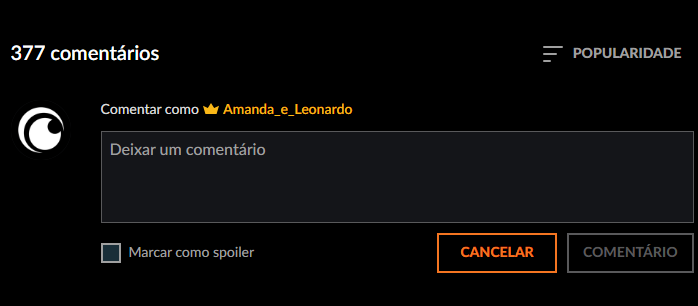 377 comentários
POPULARIDADE
Comentar como Amanda_e_Leonardo
Deixar um comentário
Marcar como spoiler
CANCELAR
COMENTÁRIO